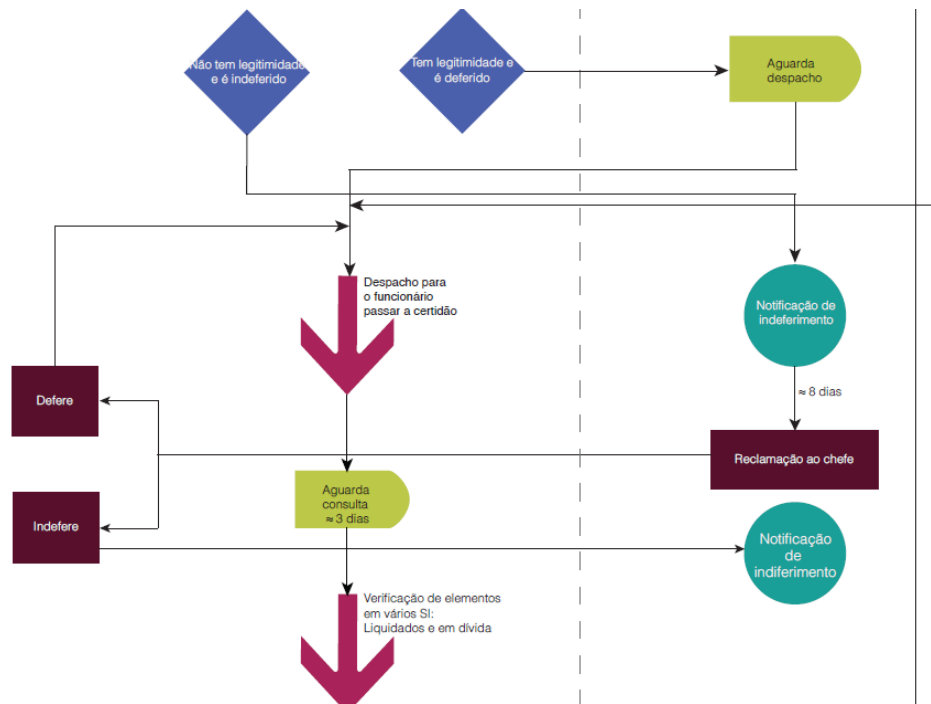 Não tem legitimidade
e é indeferido
Tem legitimidade e
é deferido
Aguarda
despacho
Despacho para
o funcionário
passar a certidão
Notificação de
indeferimento
≈ 8 dias
Defere
Reclamação ao chefe
Aguarda
consulta
≈ 3 dias
Indefere
Notificação
de
indiferimento
Verificação de elementos
em vários SI:
Liquidados e em dívida